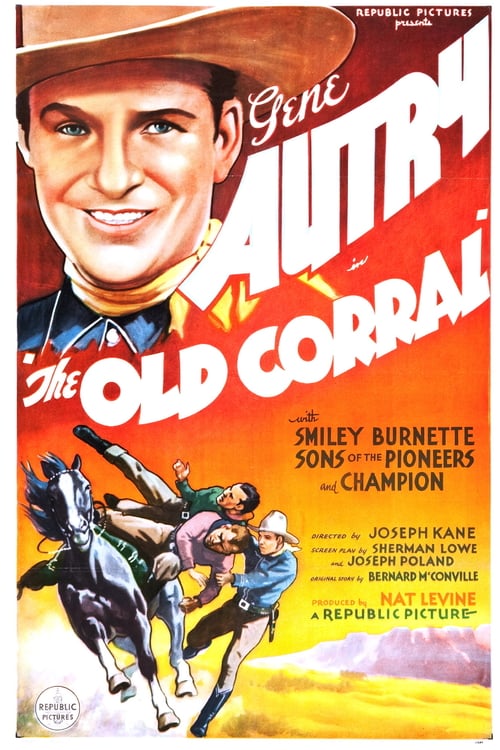 REPUBLIC PICTURES
presents
Gene
AUTRY
in
"The OLD CORRAL"
with
SMILEY BURNETTE
SONS OF THE PIONEERS
and CHAMPION
DIRECTED by JOSEPH KANE
SCREEN PLAY by SHERMAN LOWE
and JOSEPH POLAND
ORIGINAL STORY by BERNARD McCONVILLE
PRODUCED by NAT LEVINE
A REPUBLIC PICTURE
REPUBLIC
PICTURES